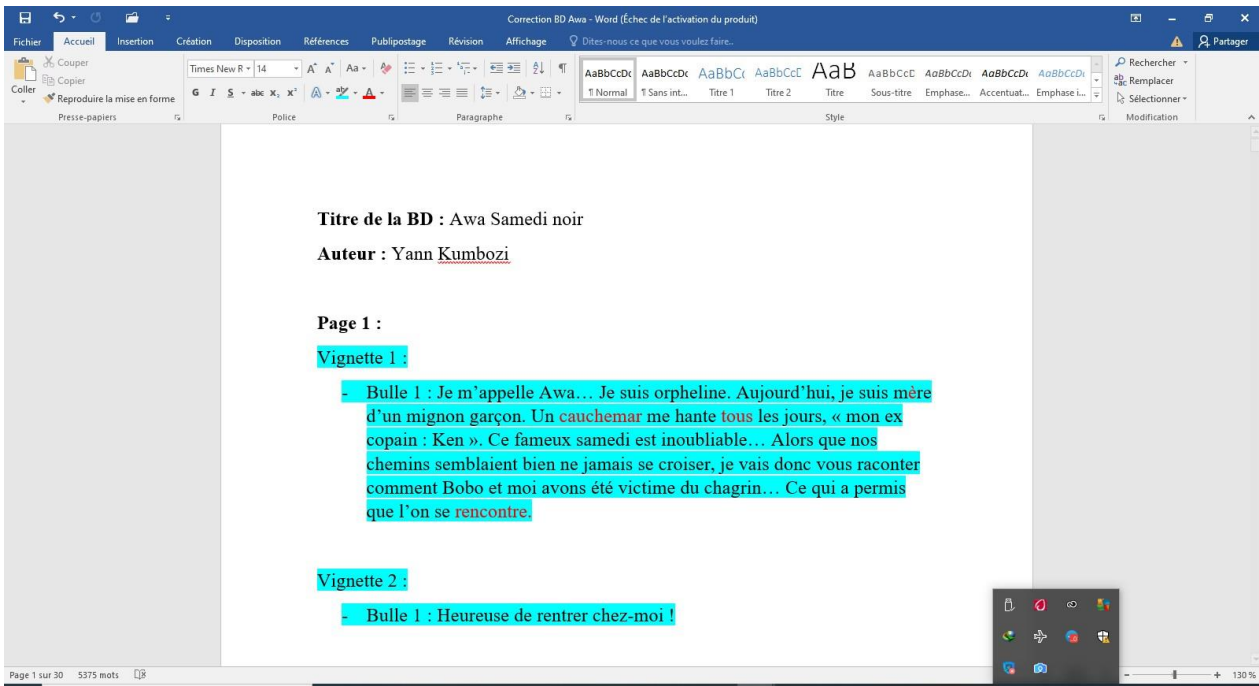 Correction BD Awa - Word (Échec de l'activation du produit)
Fichier Accueil Insertion Création Disposition Références Publipostage Révision Affichage Dites-nous ce que vous voulez faire.. Partager
Couper
Copier
Coller
Reproduire la mise en forme
Presse-papiers
Times New R 14
G I S abc x, x²
Police
Paragraphe
AaBbCcDc AaBbCcDc AaBbC( AaBbCcE AaB AaBbCcC AaBbCcDt AaBbCcDt AaBbCcDt
¶ Normal ¶ Sans int... Titre 1 Titre 2 Titre Sous-titre Emphase... Accentuat... Emphase i...
Style
Rechercher
Remplacer
Sélectionner
Modification
Titre de la BD : Awa Samedi noir
Auteur : Yann Kumbozi
Page 1 :
Vignette 1 :
- Bulle 1 : Je m'appelle Awa… Je suis orpheline. Aujourd'hui, je suis mère
d'un mignon garçon. Un cauchemar me hante tous les jours, « mon ex
copain : Ken ». Ce fameux samedi est inoubliable… Alors que nos
chemins semblaient bien ne jamais se croiser, je vais donc vous raconter
comment Bobo et moi avons été victime du chagrin… Ce qui a permis
que l'on se rencontre.
Vignette 2 :
- Bulle 1 : Heureuse de rentrer chez-moi !
Page 1 sur 30 5375 mots
130 %